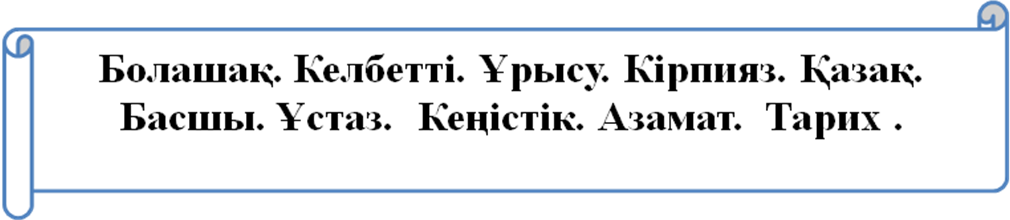 Болашақ. Келбетті. Ұрысу. Кірпияз. Қазақ.
Басшы. Ұстаз. Кеңістік. Азамат. Тарих .